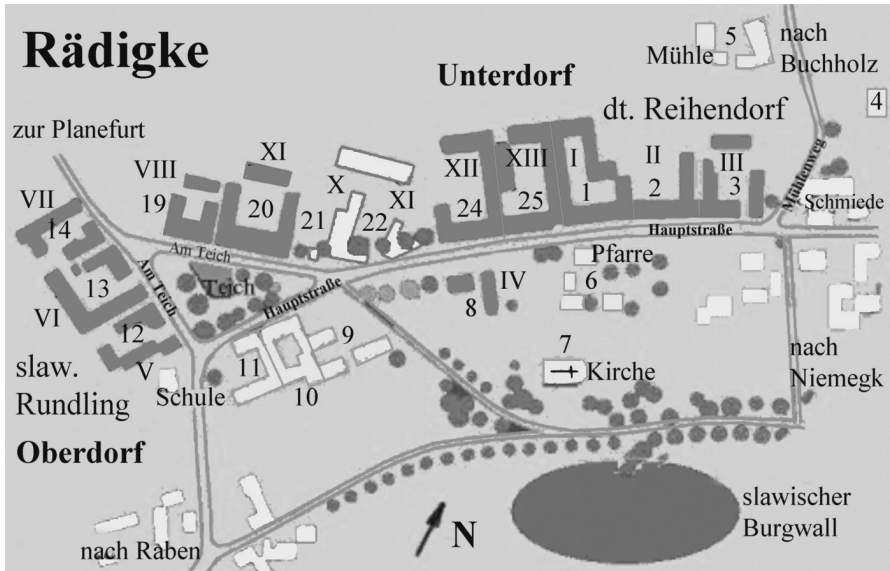 Rädigke
Unterdorf
dt. Reihendorf
Mühle
5
nach
Buchholz
4
zur Planefurt
VIII
XI
X
XI
XII
XIII
I
II
III
Mühlenweg
VII
19
20
21
22
24
25
1
2
3
Schmiede
14
Am Teich
Hauptstraße
13
Am Teich
Teich
Hauptstraße
Pfarre
6
IV
8
VI
12
V
9
11
10
7
Kirche
nach
Niemegk
slaw.
Rundling
Schule
Oberdorf
slawischer
Burgwall
N
nach Raben